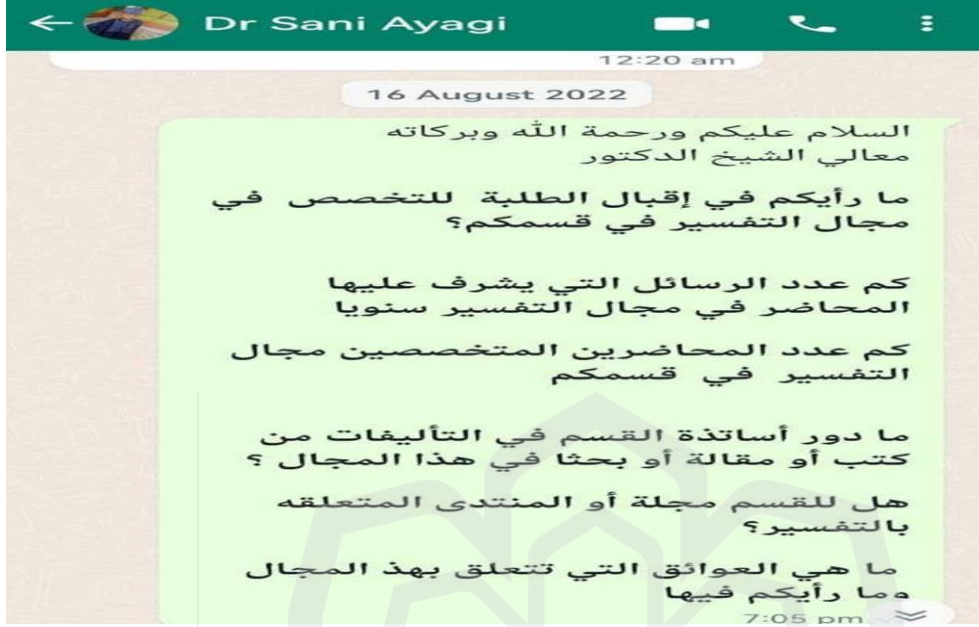 Dr Sani Ayagi
12:20 am
16 August 2022
السلام عليكم ورحمة الله وبركاته
معالي الشيخ الدكتور
ما رأيكم في إقبال الطلبة للتخصص في
مجال التفسير في قسمكم؟
كم عدد الرسائل التي يشرف عليها
المحاضر في مجال التفسير سنويا
كم عدد المحاضرين المتخصصين مجال
التفسير في قسمكم
ما دور أساتذة القسم في التأليفات من
كتب أو مقالة أو بحثا في هذا المجال ؟
هل للقسم مجلة أو المنتدى المتعلقه
بالتفسير؟
ما هي العوائق التي تتعلق بهذ المجال
وما رأيكم فيها
7:05 pm